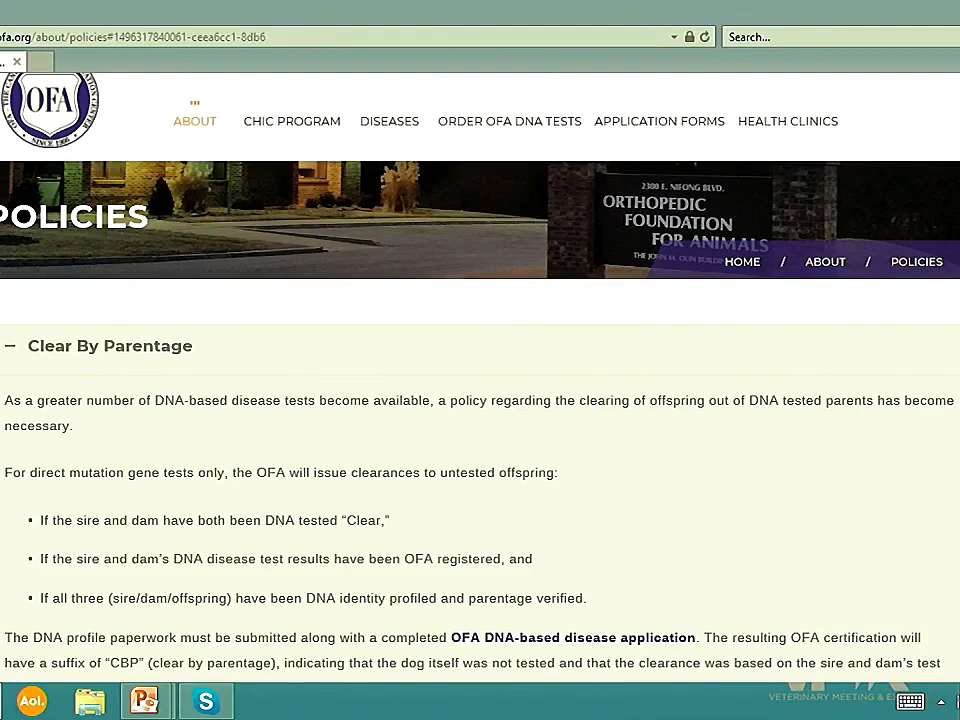 ofa.org/about/policies#1496317840061-ceea6cc1-8db6
Search...
OFA
SINCE 1966
ABOUT
CHIC PROGRAM
DISEASES
ORDER OFA DNA TESTS
APPLICATION FORMS
HEALTH CLINICS
2300 E. NIFONG BLVD.
ORTHOPEDIC
FOUNDATION
FOR ANIMALS
THE JOHN M. OLIN BUILDING
POLICIES
HOME / ABOUT / POLICIES
− Clear By Parentage
As a greater number of DNA-based disease tests become available, a policy regarding the clearing of offspring out of DNA tested parents has become
necessary.
For direct mutation gene tests only, the OFA will issue clearances to untested offspring:
• If the sire and dam have both been DNA tested “Clear,”
• If the sire and dam’s DNA disease test results have been OFA registered, and
• If all three (sire/dam/offspring) have been DNA identity profiled and parentage verified.
The DNA profile paperwork must be submitted along with a completed OFA DNA-based disease application. The resulting OFA certification will
have a suffix of “CBP” (clear by parentage), indicating that the dog itself was not tested and that the clearance was based on the sire and dam’s test
Aol.
P
S
VETERINARY MEETING & E